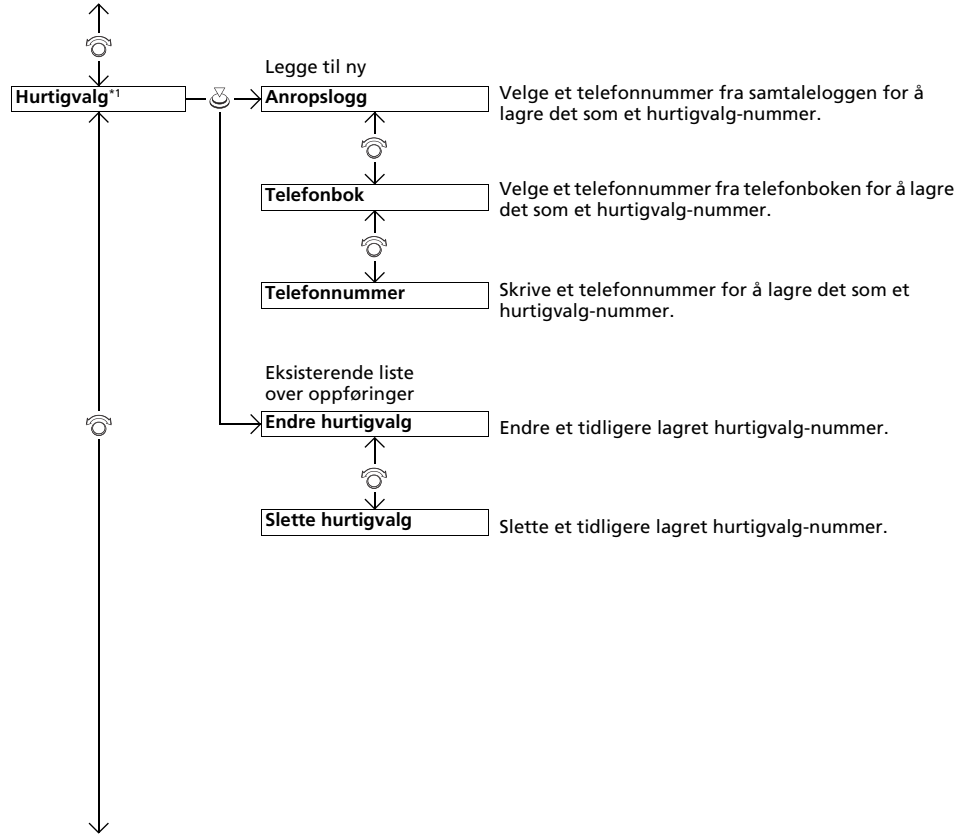 Hurtigvalg*1
Legge til ny
Anropslogg
Velge et telefonnummer fra samtaleloggen for å
lagre det som et hurtigvalg-nummer.
Telefonbok
Velge et telefonnummer fra telefonboken for å lagre
det som et hurtigvalg-nummer.
Telefonnummer
Skrive et telefonnummer for å lagre det som et
hurtigvalg-nummer.
Eksisterende liste
over oppføringer
Endre hurtigvalg
Endre et tidligere lagret hurtigvalg-nummer.
Slette hurtigvalg
Slette et tidligere lagret hurtigvalg-nummer.